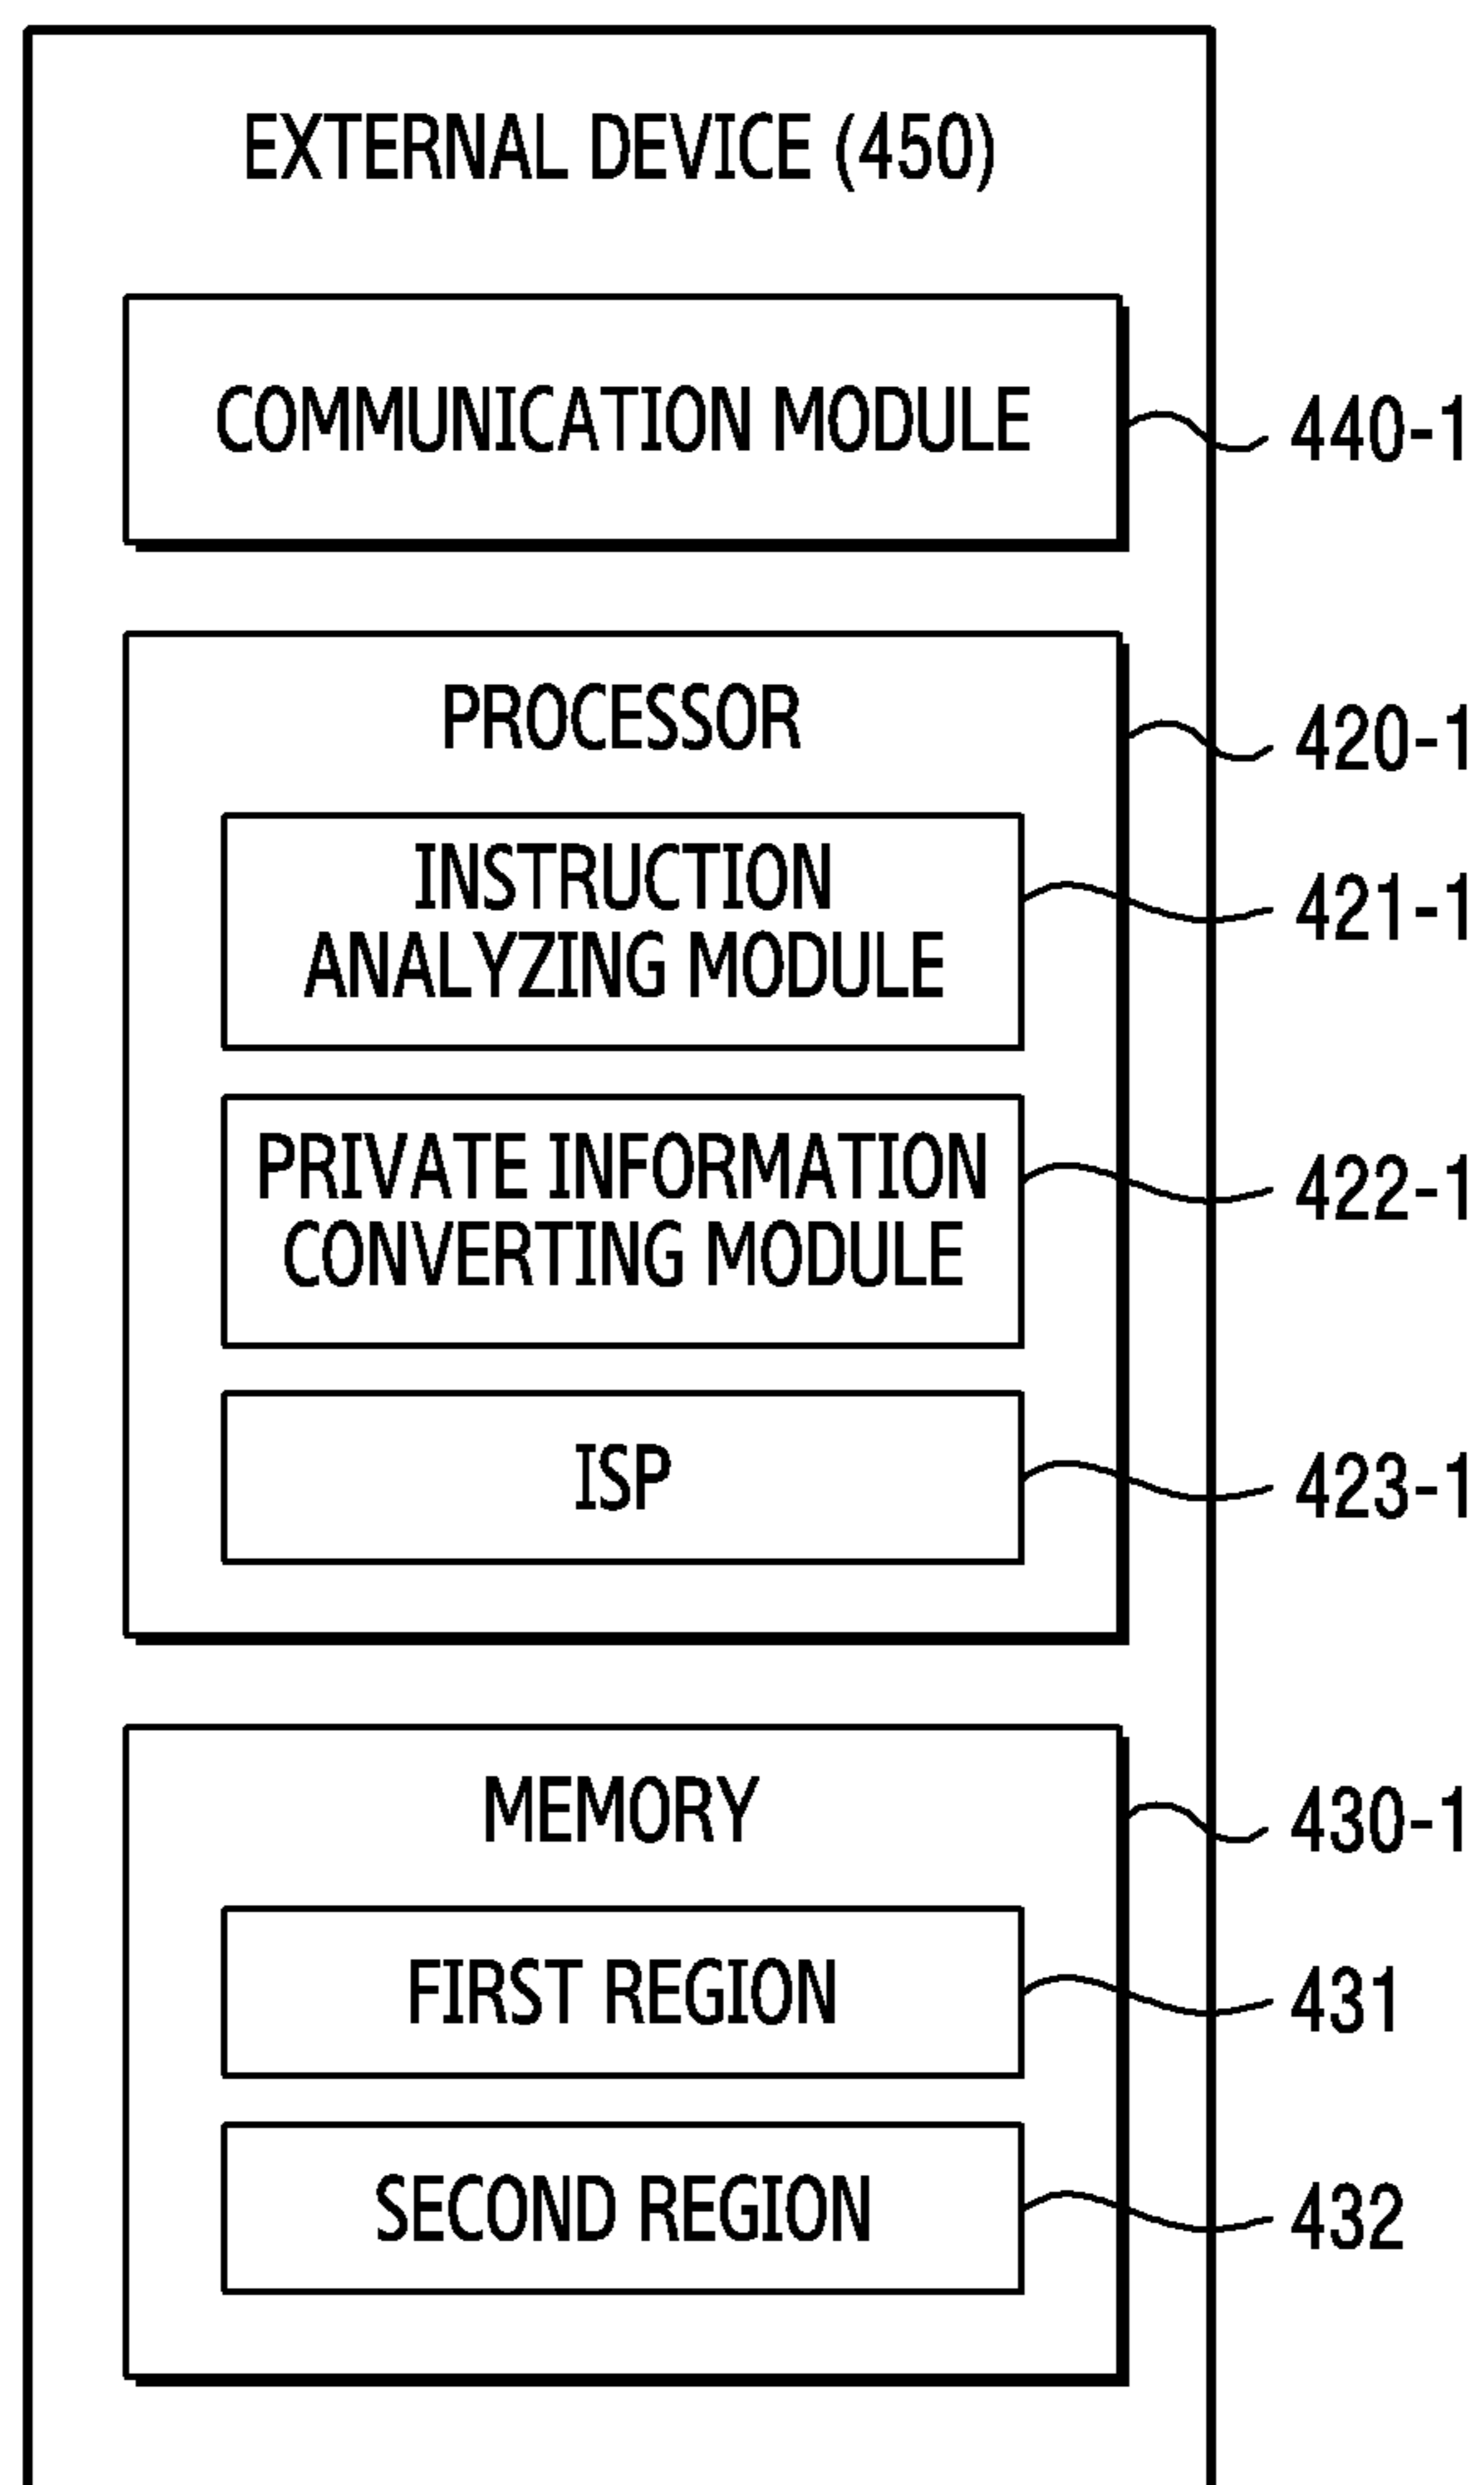 EXTERNAL DEVICE (450)
COMMUNICATION MODULE
440-1
PROCESSOR
420-1
INSTRUCTION
ANALYZING MODULE
421-1
PRIVATE INFORMATION
CONVERTING MODULE
422-1
ISP
423-1
MEMORY
430-1
FIRST REGION
431
SECOND REGION
432